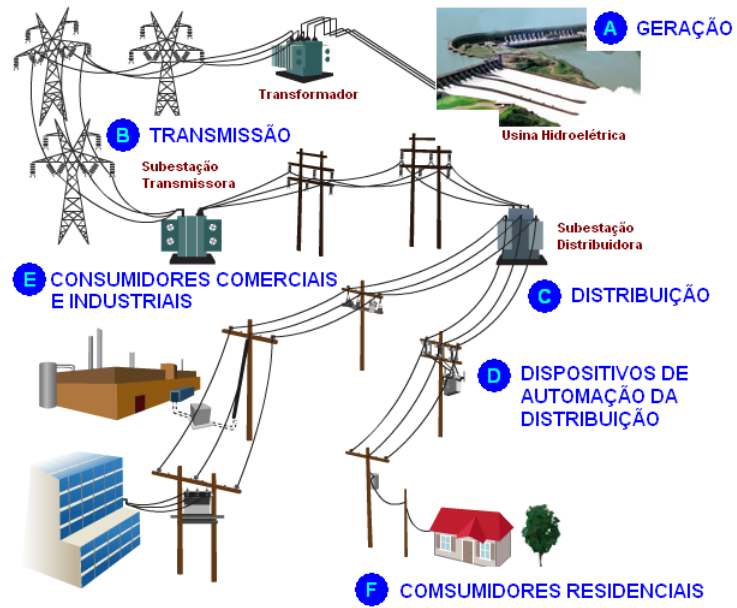 A GERAÇÃO
Transformador
B TRANSMISSÃO
Usina Hidroelétrica
Subestação
Transmissora
Subestação
Distribuidora
E CONSUMIDORES COMERCIAIS
E INDUSTRIAIS
C DISTRIBUIÇÃO
D DISPOSITIVOS DE
AUTOMAÇÃO DA
DISTRIBUIÇÃO
F COMSUMIDORES RESIDENCIAIS